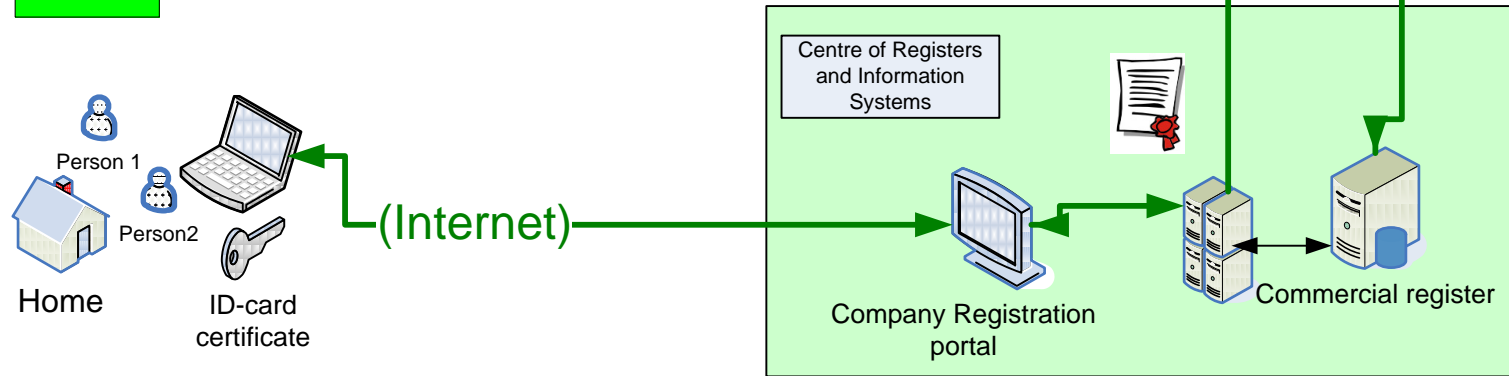 Centre of Registers
and Information
Systems
Person 1
Person2
(Internet)
Home
ID-card
certificate
Company Registration
portal
Commercial register